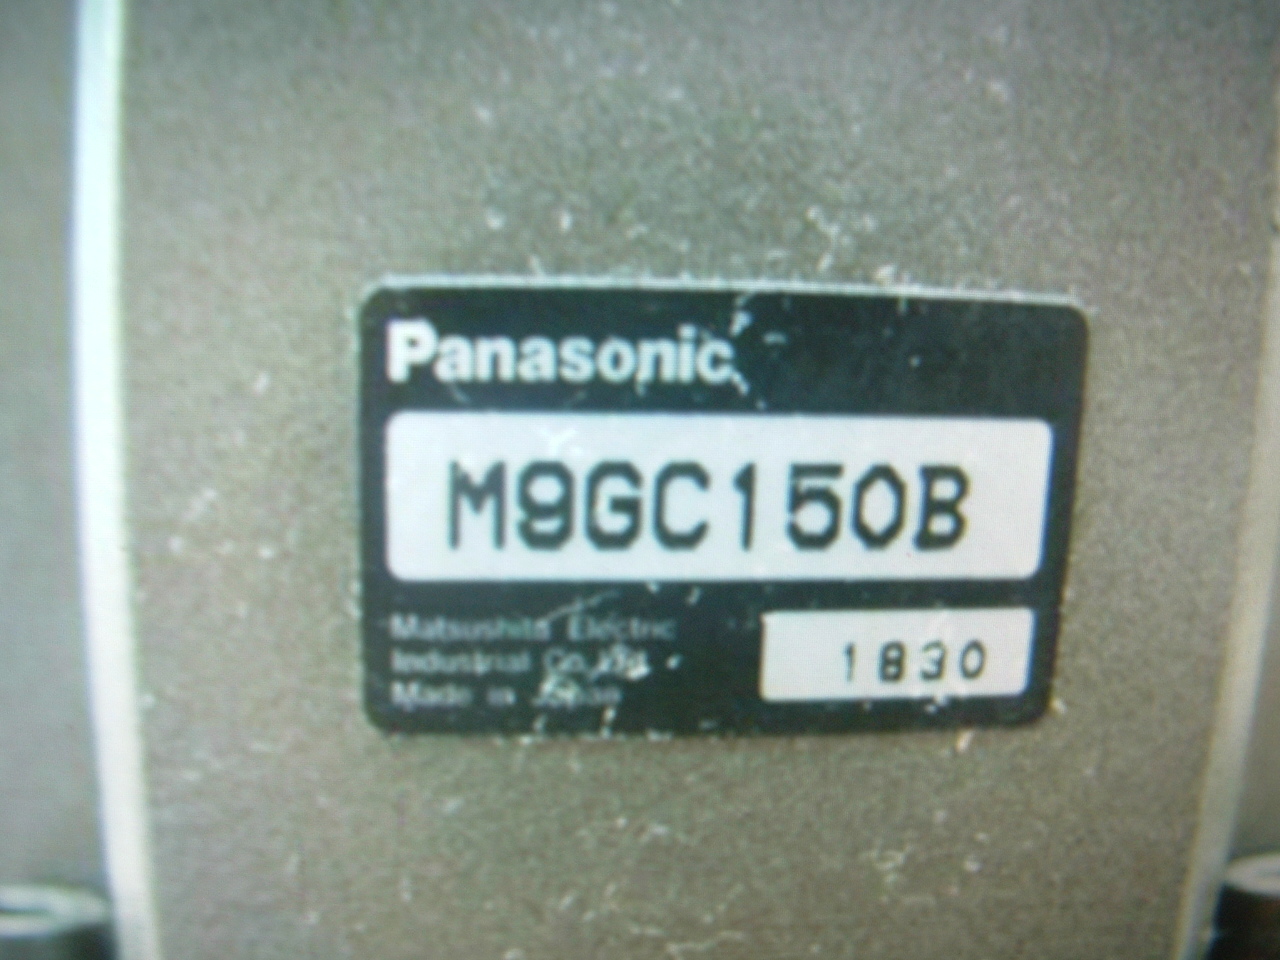 Panasonic
M9GC150B
Matsushita Electric
Industrial Co.,Ltd.
Made in Japan
1830